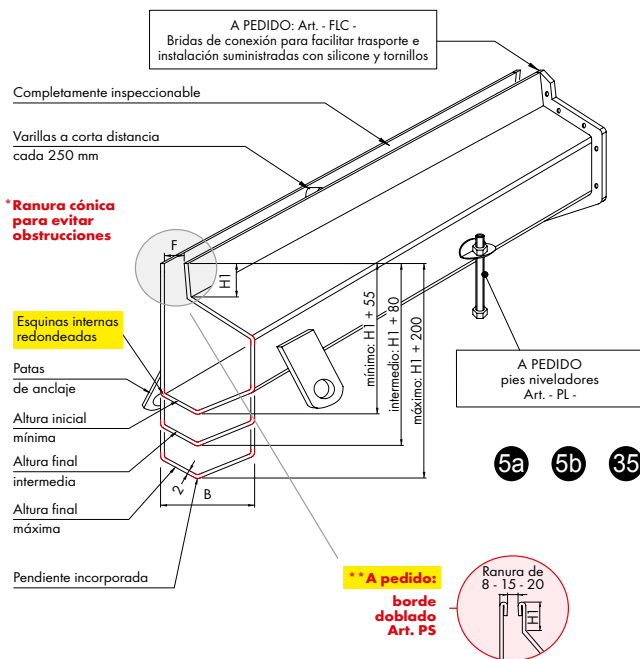 A PEDIDO: Art. - FLC -
Bridas de conexión para facilitar trasporte e
instalación suministradas con silicone y tornillos
Completamente inspeccionable
Varillas a corta distancia
cada 250 mm
*Ranura cónica
para evitar
obstrucciones
F
H1
mínimo: H1 + 55
intermedio: H1 + 80
máximo: H1 + 200
Esquinas internas
redondeadas
Patas
de anclaje
Altura inicial
mínima
Altura final
intermedia
Altura final
máxima
2
B
Pendiente incorporada
A PEDIDO
pies niveladores
Art. - PL -
5a 5b 35
**A pedido:
borde
doblado
Art. PS
Ranura de
8 - 15 - 20
H1